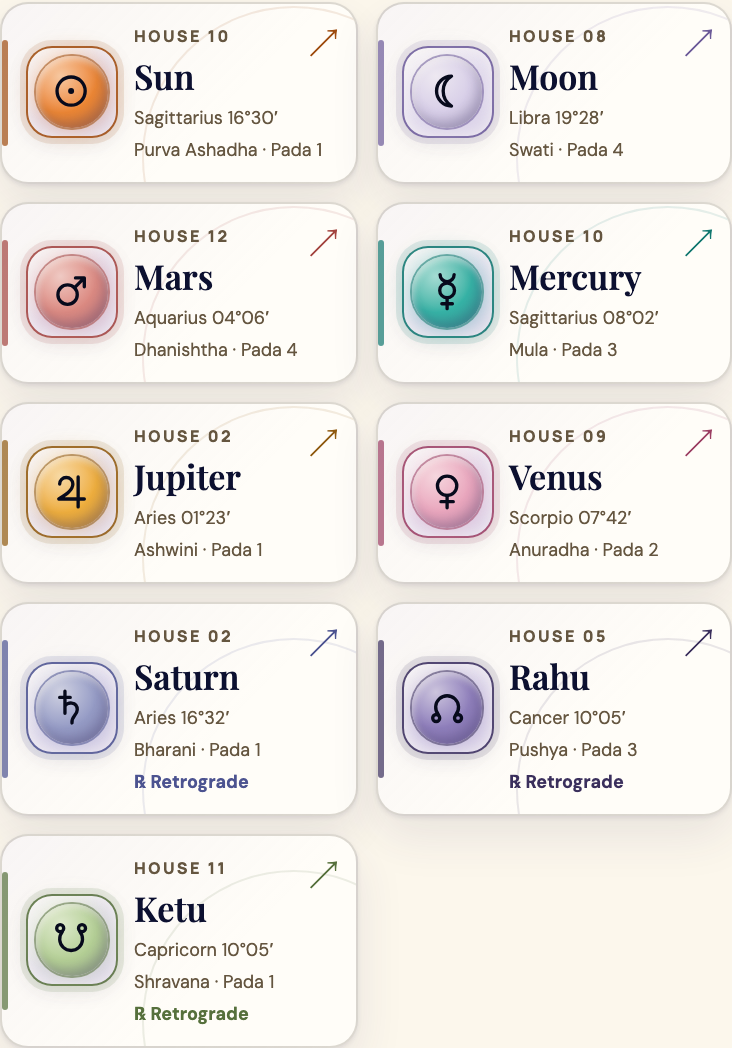 HOUSE 10
Sun
Sagittarius 16°30′
Purva Ashadha · Pada 1
HOUSE 08
Moon
Libra 19°28′
Swati · Pada 4
HOUSE 12
Mars
Aquarius 04°06′
Dhanishtha · Pada 4
HOUSE 10
Mercury
Sagittarius 08°02′
Mula · Pada 3
HOUSE 02
Jupiter
Aries 01°23′
Ashwini · Pada 1
HOUSE 09
Venus
Scorpio 07°42′
Anuradha · Pada 2
HOUSE 02
Saturn
Aries 16°32′
Bharani · Pada 1
℞ Retrograde
HOUSE 05
Rahu
Cancer 10°05′
Pushya · Pada 3
℞ Retrograde
HOUSE 11
Ketu
Capricorn 10°05′
Shravana · Pada 1
℞ Retrograde